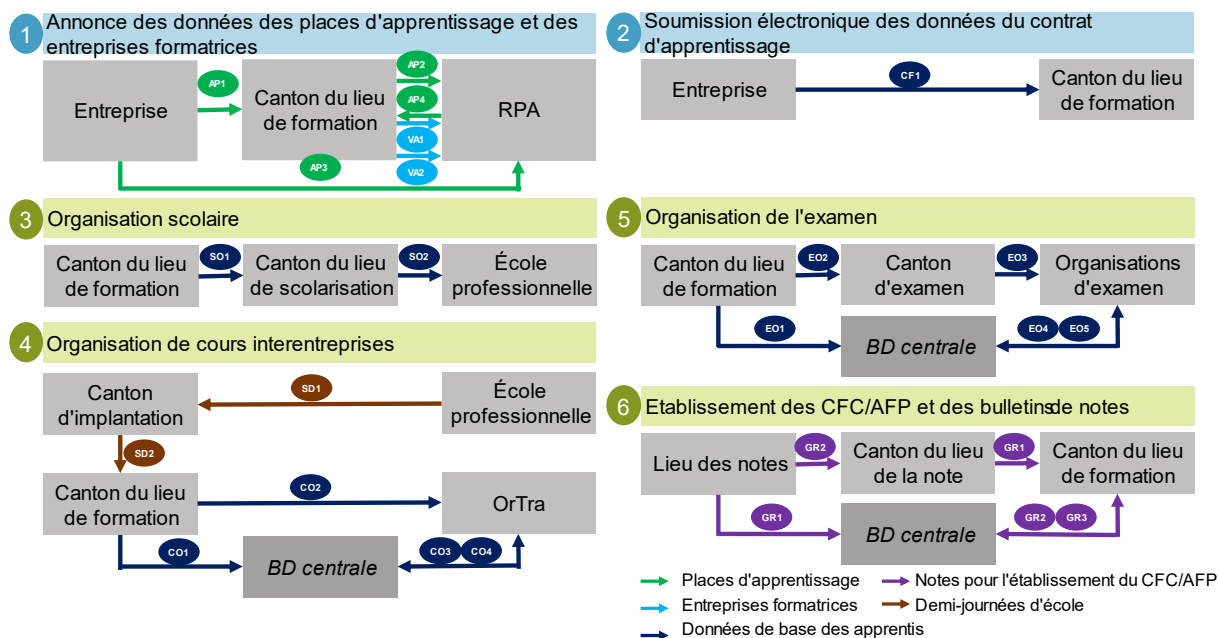 1
Annonce des données des places d'apprentissage et des
entreprises formatrices
Entreprise
AP1
Canton du lieu
de formation
AP2
AP4
VA1
VA2
RPA
AP3
2
Soumission électronique des données du contrat
d'apprentissage
Entreprise
CF1
Canton du lieu
de formation
3
Organisation scolaire
Canton du lieu
de formation
SO1
Canton du lieu
de scolarisation
SO2
École
professionnelle
4
Organisation de cours interentreprises
Canton
d'implantation
SD1
École
professionnelle
SD2
Canton du lieu
de formation
CO2
OrTra
CO1
BD centrale
CO3
CO4
5
Organisation de l'examen
Canton du lieu
de formation
EO2
Canton
d'examen
EO3
Organisations
d'examen
EO1
BD centrale
EO4
EO5
6
Etablissement des CFC/AFP et des bulletins de notes
Lieu des notes
GR2
Canton du lieu
de la note
GR1
Canton du lieu
de formation
GR1
BD centrale
GR2
GR3
Places d'apprentissage
Notes pour l'établissement du CFC/AFP
Entreprises formatrices
Demi-journées d'école
Données de base des apprentis